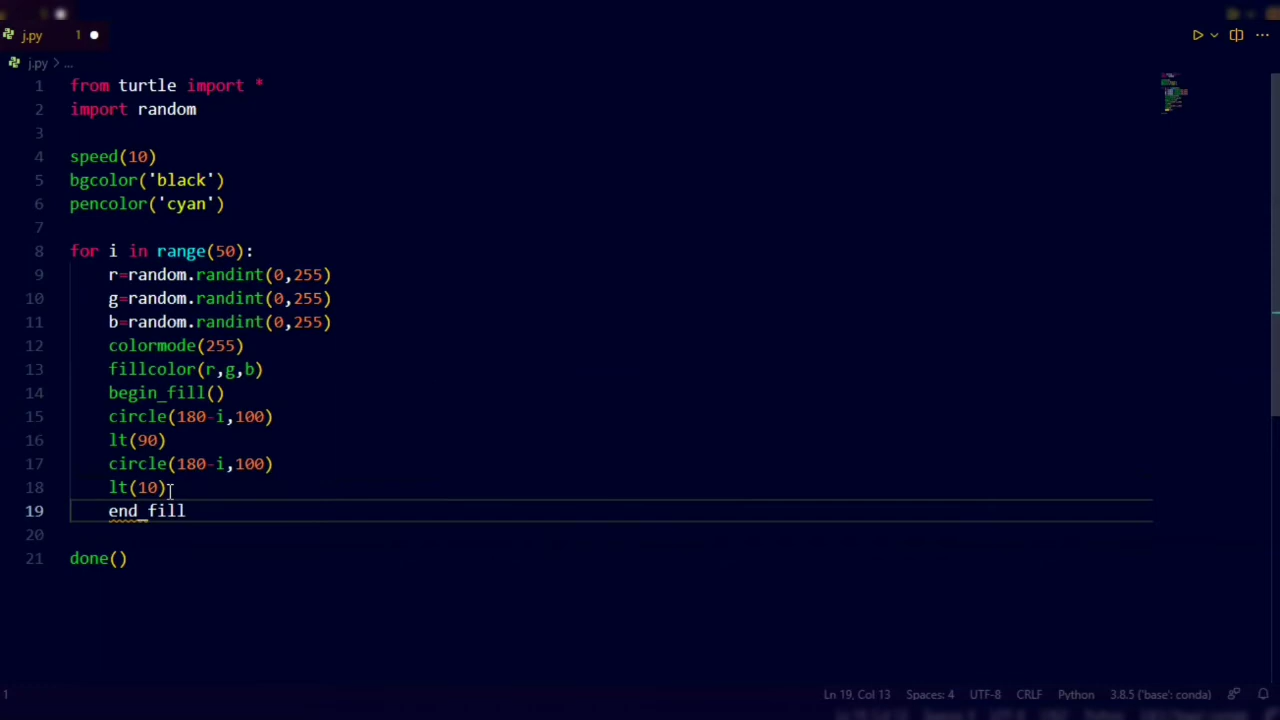 j.py 1
j.py > ...
1 from turtle import *
2 import random
3
4 speed(10)
5 bgcolor('black')
6 pencolor('cyan')
7
8 for i in range(50):
9     r=random.randint(0,255)
10     g=random.randint(0,255)
11     b=random.randint(0,255)
12     colormode(255)
13     fillcolor(r,g,b)
14     begin_fill()
15     circle(180-i,100)
16     lt(90)
17     circle(180-i,100)
18     lt(10)
19     end_fill
20
21 done()
1 Ln 19, Col 13 Spaces: 4 UTF-8 CRLF Python 3.8.5 ('base': conda)